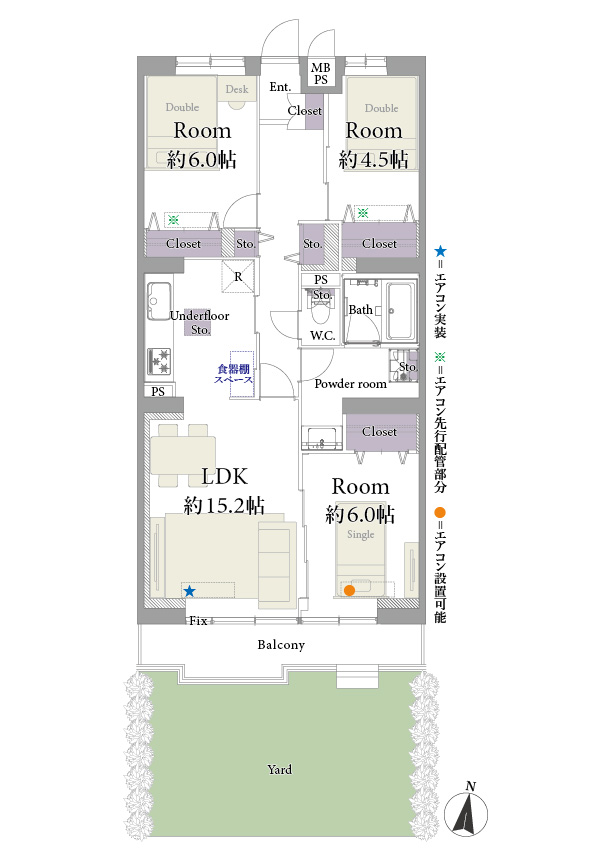 MB
PS
Ent.
Desk
Double
Closet
Double
Room
約6.0帖
Room
約4.5帖
※
※
Closet
Sto.
Sto.
Closet
R
PS
Sto.
Underfloor
Sto.
Bath
W.C.
食器棚
スペース
Sto.
Powder room
PS
Closet
LDK
約15.2帖
Room
約6.0帖
Single
Fix
Balcony
Yard
★=エアコン実装
※=エアコン先行配管部分
●=エアコン設置可能
N